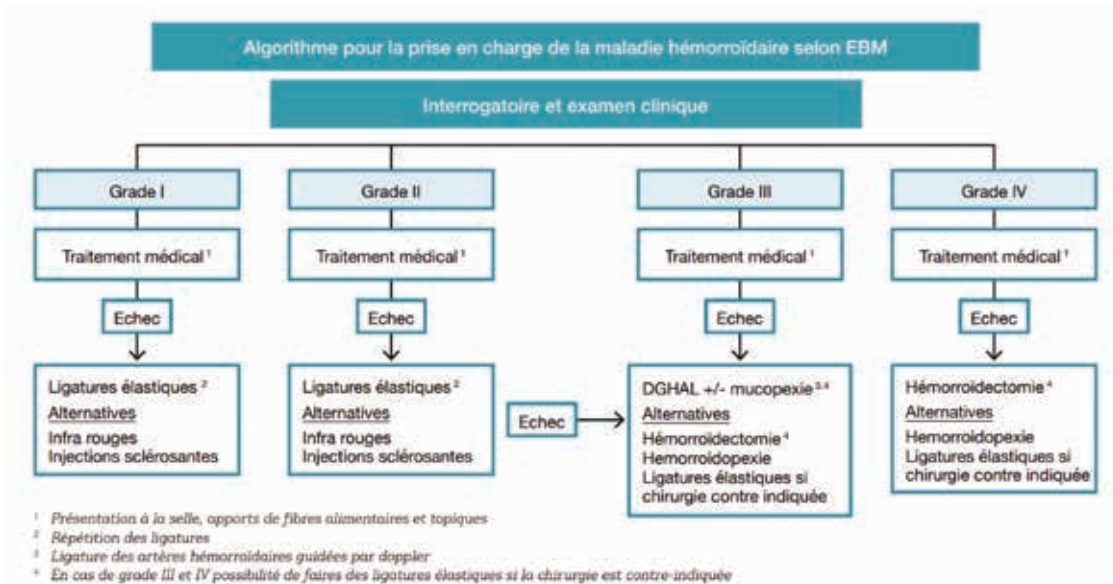 Algorithme pour la prise en charge de la maladie hémorroïdaire selon EBM
Interrogatoire et examen clinique
Grade I
Grade II
Grade III
Grade IV
Traitement médical ¹
Traitement médical ¹
Traitement médical ¹
Traitement médical ¹
Echec
Echec
Echec
Echec
Ligatures élastiques ²
Alternatives
Infra rouges
Injections sclérosantes
Ligatures élastiques ²
Alternatives
Infra rouges
Injections sclérosantes
Echec
DGHAL +/- mucopexie ³·⁴
Alternatives
Hémorroidectomie ⁴
Hemorroidopexie
Ligatures élastiques si
chirurgie contre indiquée
Hémorroidectomie ⁴
Alternatives
Hemorroidopexie
Ligatures élastiques si
chirurgie contre indiquée
¹ Présentation à la selle, apports de fibres alimentaires et topiques
² Répétition des ligatures
³ Ligature des artères hémorroïdaires guidées par doppler
⁴ En cas de grade III et IV possibilité de faires des ligatures élastiques si la chirurgie est contre-indiquée